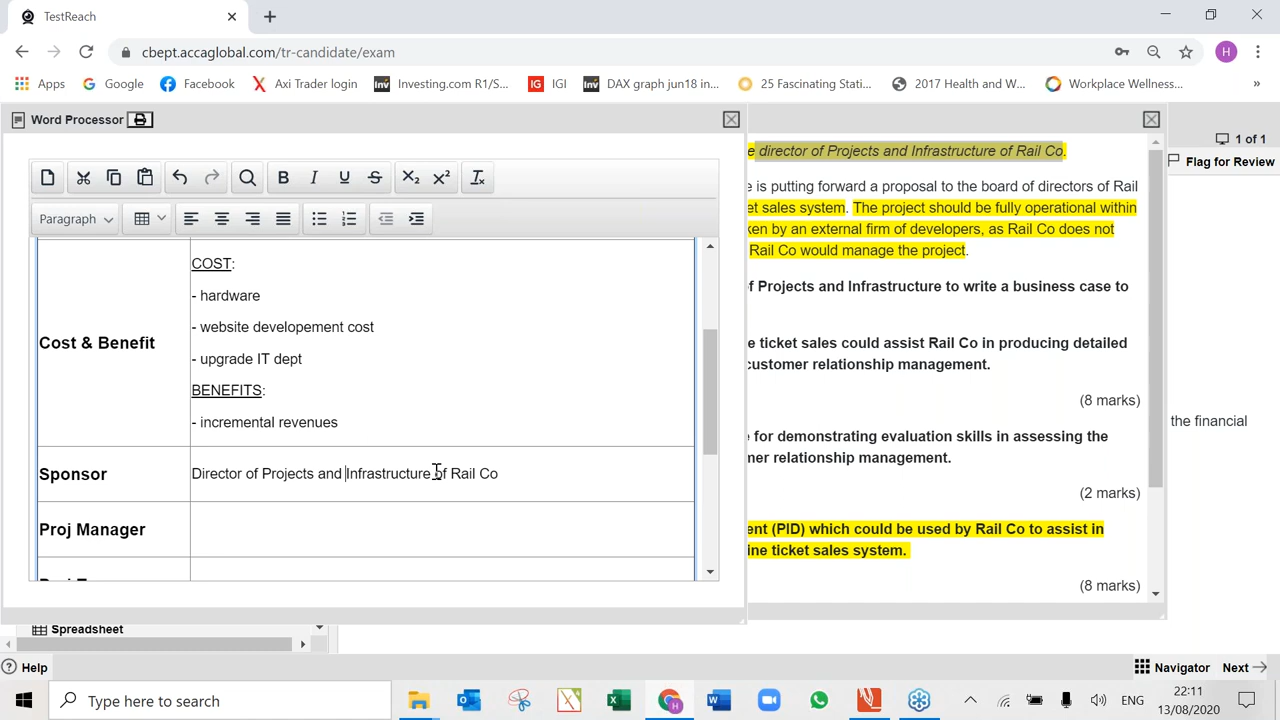 TestReach
cbept.accaglobal.com/tr-candidate/exam
H
Apps
Google
Facebook
Axi Trader login
Inv
Investing.com R1/S...
IG
IGI
Inv
DAX graph jun18 in...
25 Fascinating Stati...
2017 Health and W...
Workplace Wellness...
»
Word Processor
1 of 1
Flag for Review
B I U S X₂ X² Tx
Paragraph
COST:
- hardware
- website developement cost
- upgrade IT dept
BENEFITS:
- incremental revenues
Cost & Benefit
Sponsor
Director of Projects and Infrastructure of Rail Co
Proj Manager
e director of Projects and Infrastructure of Rail Co.
e is putting forward a proposal to the board of directors of Rail
et sales system. The project should be fully operational within
ken by an external firm of developers, as Rail Co does not
Rail Co would manage the project.
of Projects and Infrastructure to write a business case to
e ticket sales could assist Rail Co in producing detailed
customer relationship management.
(8 marks)
the financial
e for demonstrating evaluation skills in assessing the
mer relationship management.
(2 marks)
ent (PID) which could be used by Rail Co to assist in
ine ticket sales system.
(8 marks)
Spreadsheet
Help
Navigator
Next
Type here to search
ENG
22:11
13/08/2020